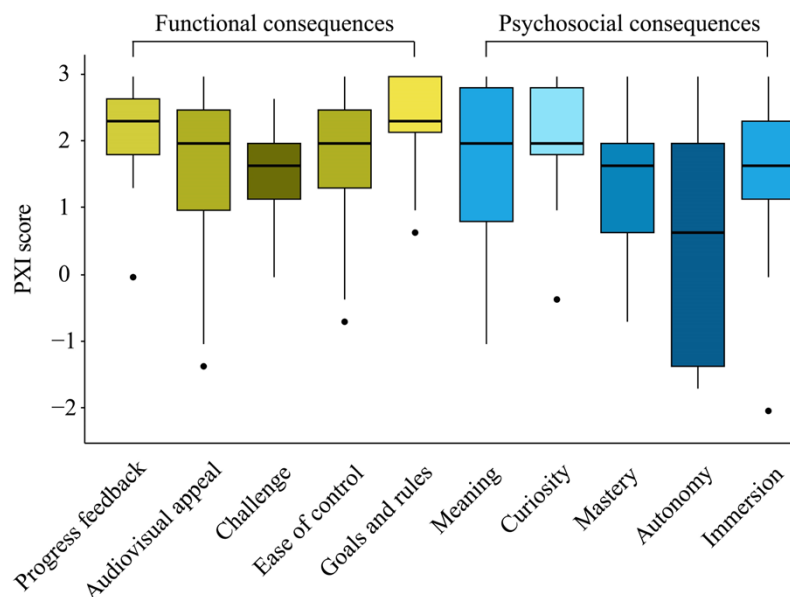 Functional consequences
Psychosocial consequences
PXI score
3
2
1
0
−1
−2
Progress feedback
Audiovisual appeal
Challenge
Ease of control
Goals and rules
Meaning
Curiosity
Mastery
Autonomy
Immersion